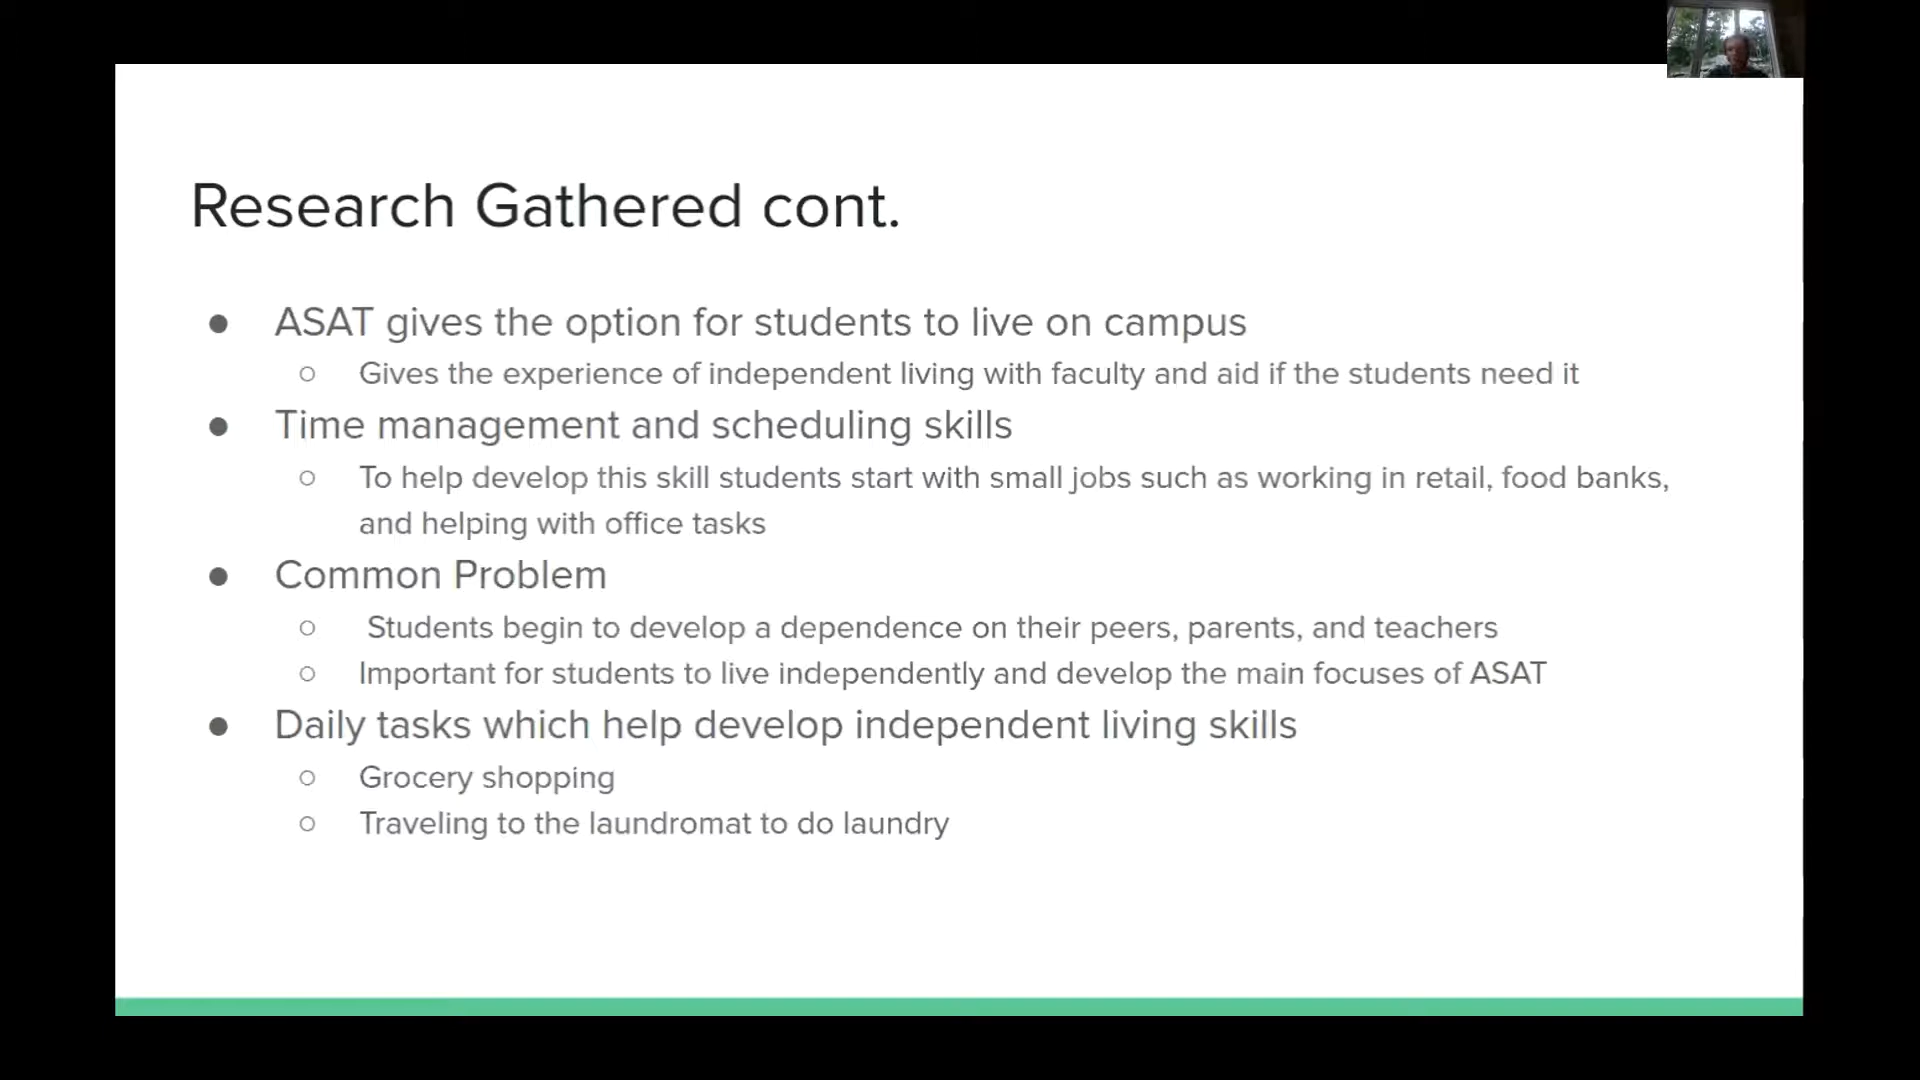 Research Gathered cont.
● ASAT gives the option for students to live on campus
○ Gives the experience of independent living with faculty and aid if the students need it
● Time management and scheduling skills
○ To help develop this skill students start with small jobs such as working in retail, food banks,
and helping with office tasks
● Common Problem
○ Students begin to develop a dependence on their peers, parents, and teachers
○ Important for students to live independently and develop the main focuses of ASAT
● Daily tasks which help develop independent living skills
○ Grocery shopping
○ Traveling to the laundromat to do laundry